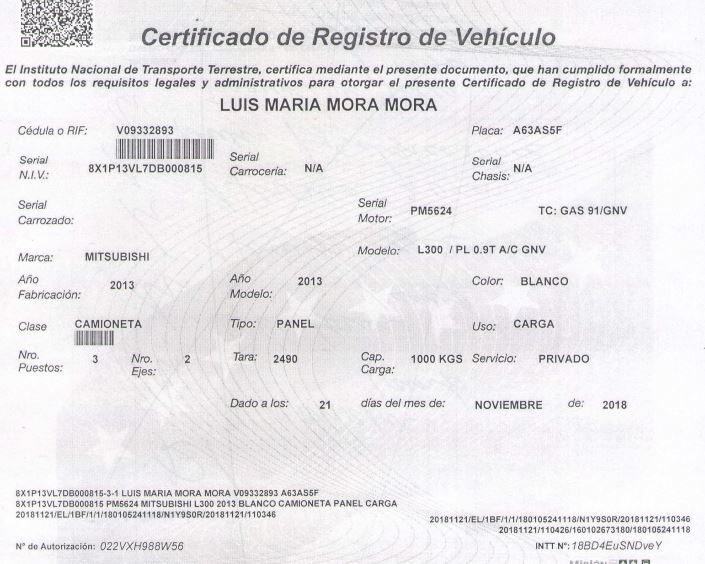 Certificado de Registro de Vehículo
El Instituto Nacional de Transporte Terrestre, certifica mediante el presente documento, que han cumplido formalmente
con todos los requisitos legales y administrativos para otorgar el presente Certificado de Registro de Vehículo a:
LUIS MARIA MORA MORA
Cédula o RIF: V09332893 Placa: A63AS5F
Serial N.I.V.: 8X1P13VL7DB000815 Serial Carrocería: N/A Serial Chasis: N/A
Serial Carrozado: Serial Motor: PM5624 TC: GAS 91/GNV
Marca: MITSUBISHI Modelo: L300 / PL 0.9T A/C GNV
Año Fabricación: 2013 Año Modelo: 2013 Color: BLANCO
Clase CAMIONETA Tipo: PANEL Uso: CARGA
Nro. Puestos: 3 Nro. Ejes: 2 Tara: 2490 Cap. Carga: 1000 KGS Servicio: PRIVADO
Dado a los: 21 días del mes de: NOVIEMBRE de: 2018
8X1P13VL7DB000815-3-1 LUIS MARIA MORA MORA V09332893 A63AS5F
8X1P13VL7DB000815 PM5624 MITSUBISHI L300 2013 BLANCO CAMIONETA PANEL CARGA
20181121/EL/1BF/1/1/180105241118/N1Y9S0R/20181121/110346
20181121/EL/1BF/1/1/180105241118/N1Y9S0R/20181121/110346
20181121/110426/160102673180/180105241118
N° de Autorización: 022VXH988W56 INTT N°: 18BD4EuSNDveY